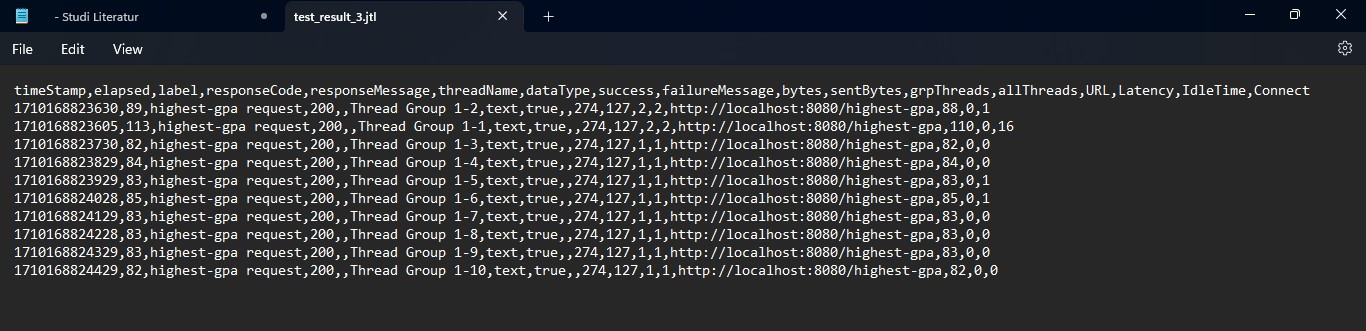 - Studi Literatur
test_result_3.jtl
File Edit View
timeStamp,elapsed,label,responseCode,responseMessage,threadName,dataType,success,failureMessage,bytes,sentBytes,grpThreads,allThreads,URL,Latency,IdleTime,Connect
1710168823630,89,highest-gpa request,200,,Thread Group 1-2,text,true,,274,127,2,2,http://localhost:8080/highest-gpa,88,0,1
1710168823605,113,highest-gpa request,200,,Thread Group 1-1,text,true,,274,127,2,2,http://localhost:8080/highest-gpa,110,0,16
1710168823730,82,highest-gpa request,200,,Thread Group 1-3,text,true,,274,127,1,1,http://localhost:8080/highest-gpa,82,0,0
1710168823829,84,highest-gpa request,200,,Thread Group 1-4,text,true,,274,127,1,1,http://localhost:8080/highest-gpa,84,0,0
1710168823929,83,highest-gpa request,200,,Thread Group 1-5,text,true,,274,127,1,1,http://localhost:8080/highest-gpa,83,0,1
1710168824028,85,highest-gpa request,200,,Thread Group 1-6,text,true,,274,127,1,1,http://localhost:8080/highest-gpa,85,0,1
1710168824129,83,highest-gpa request,200,,Thread Group 1-7,text,true,,274,127,1,1,http://localhost:8080/highest-gpa,83,0,0
1710168824228,83,highest-gpa request,200,,Thread Group 1-8,text,true,,274,127,1,1,http://localhost:8080/highest-gpa,83,0,0
1710168824329,83,highest-gpa request,200,,Thread Group 1-9,text,true,,274,127,1,1,http://localhost:8080/highest-gpa,83,0,0
1710168824429,82,highest-gpa request,200,,Thread Group 1-10,text,true,,274,127,1,1,http://localhost:8080/highest-gpa,82,0,0